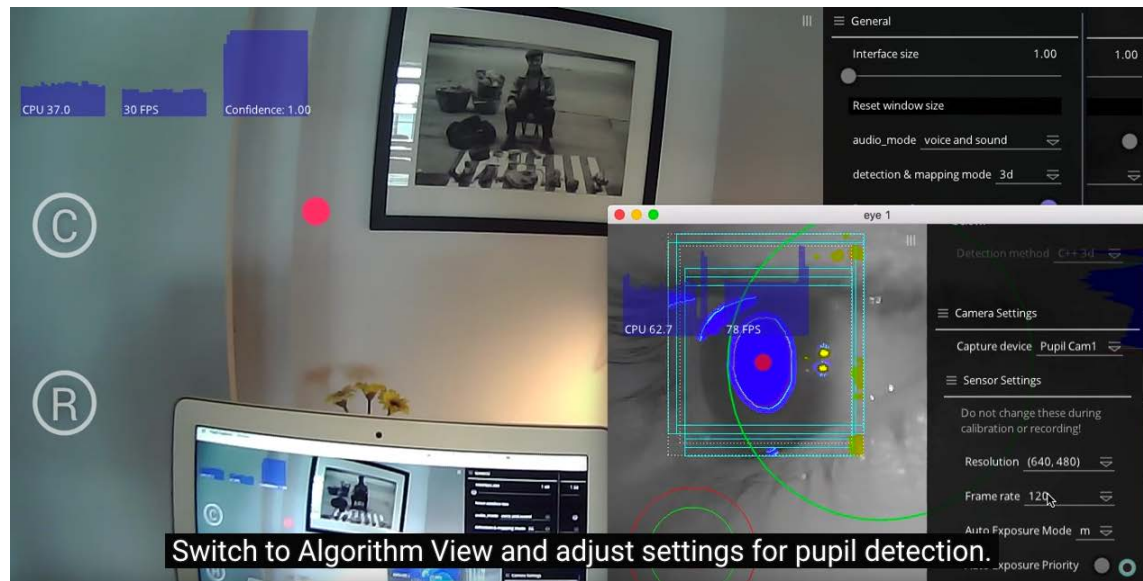 General
Interface size 1.00
1.00
Reset window size
audio_mode voice and sound
detection & mapping mode 3d
CPU 37.0
30 FPS
Confidence: 1.00
C
R
eye 1
Detection method C++ 3d
CPU 62.7
78 FPS
Camera Settings
Capture device Pupil Cam1
Sensor Settings
Do not change these during
calibration or recording!
Resolution (640, 480)
Frame rate 120
Auto Exposure Mode m
Exposure Priority
Switch to Algorithm View and adjust settings for pupil detection.